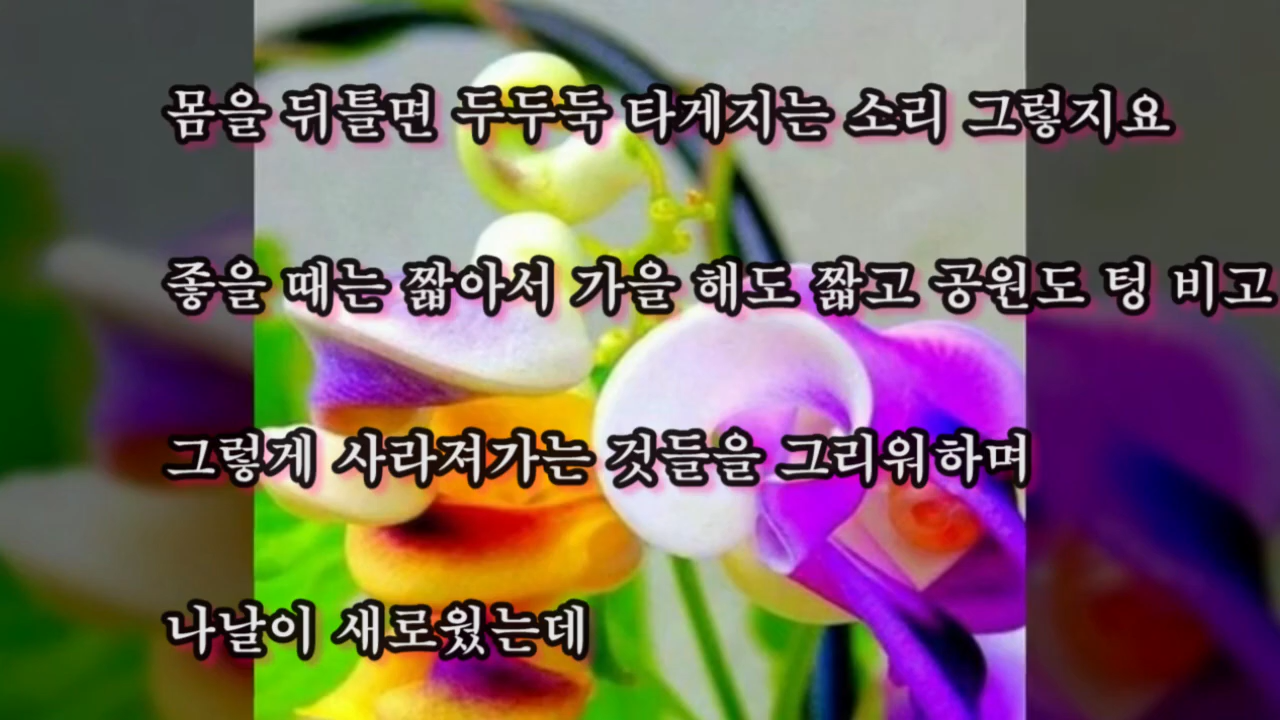 몸을 뒤틀면 두두둑 타게지는 소리 그렇지요
좋을 때는 짧아서 가을 해도 짧고 공원도 텅 비고
그렇게 사라져가는 것들을 그리워하며
나날이 새로웠는데